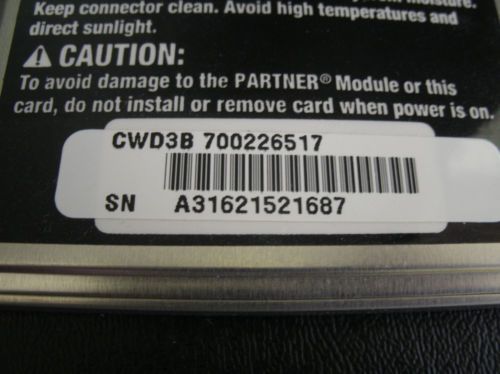 Keep connector clean. Avoid high temperatures and
direct sunlight.
⚠ CAUTION:
To avoid damage to the PARTNER® Module or this
card, do not install or remove card when power is on.
CWD3B 700226517
SN A31621521687